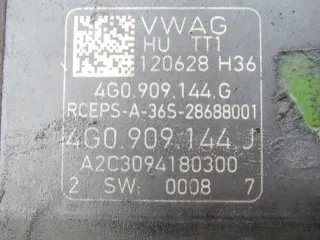 VWAG
HU TT1
120628 H36
4G0.909.144.G
RCEPS-A-36S-28688001
4G0.909.144.J
A2C3094180300
2 SW: 0008 7